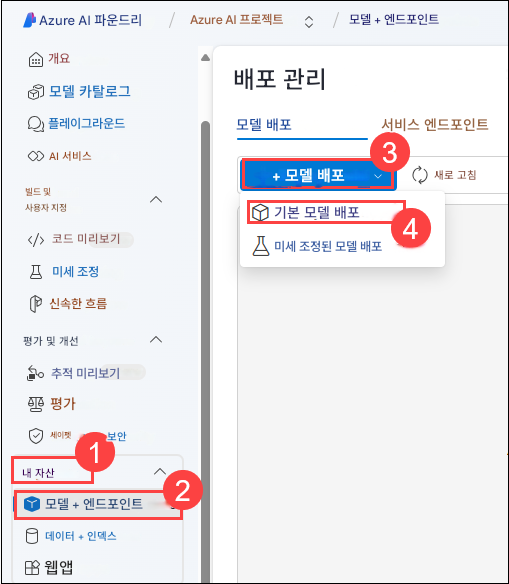 Azure AI 파운드리 / Azure AI 프로젝트 / 모델 + 엔드포인트
개요
모델 카탈로그
플레이그라운드
AI 서비스
빌드 및
사용자 지정
코드 미리보기
미세 조정
신속한 흐름
평가 및 개선
추적 미리보기
평가
세이펫 보안
1
내 자산
모델 + 엔드포인트
2
데이터 + 인덱스
웹앱
배포 관리
모델 배포 서비스 엔드포인트
3
+ 모델 배포 새로 고침
기본 모델 배포
4
미세 조정된 모델 배포